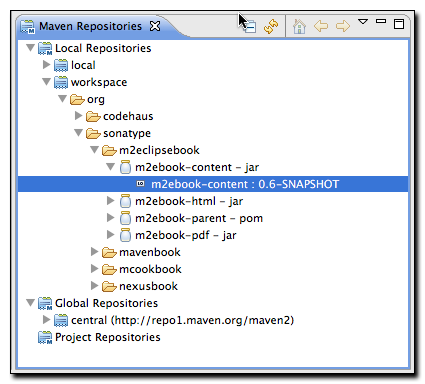 Maven Repositories
Local Repositories
local
workspace
org
codehaus
sonatype
m2eclipsebook
m2ebook-content - jar
m2ebook-content : 0.6-SNAPSHOT
m2ebook-html - jar
m2ebook-parent - pom
m2ebook-pdf - jar
mavenbook
mcookbook
nexusbook
Global Repositories
central (http://repo1.maven.org/maven2)
Project Repositories